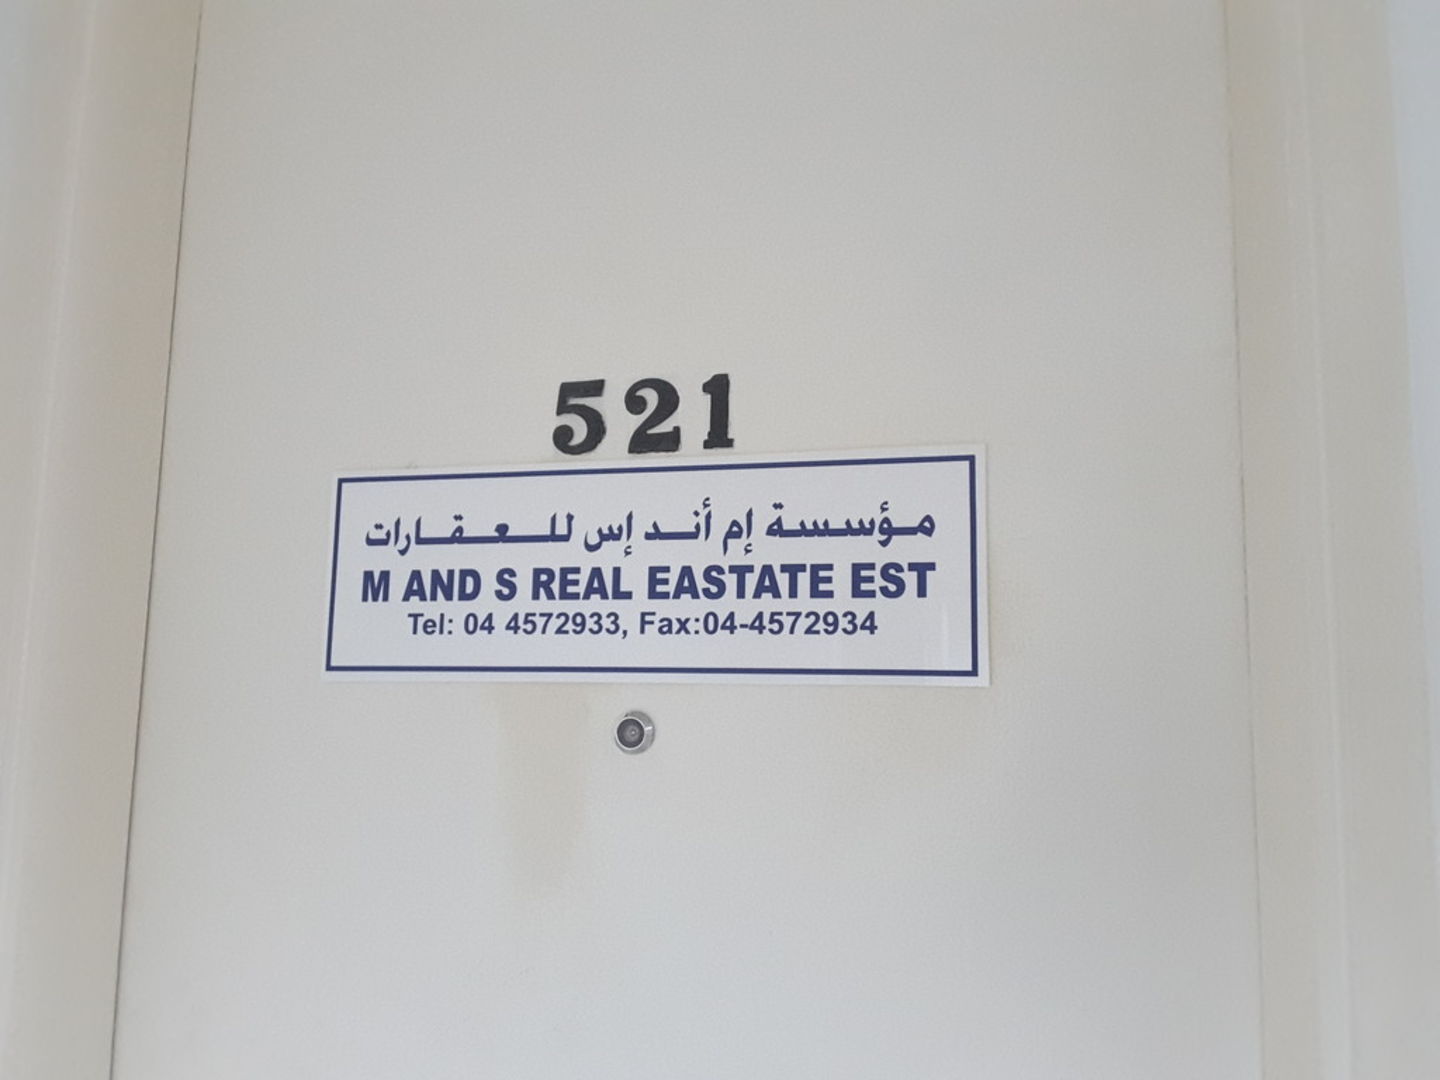 521
مؤسسة إم أند إس للعقارات
M AND S REAL EASTATE EST
Tel: 04 4572933, Fax:04-4572934